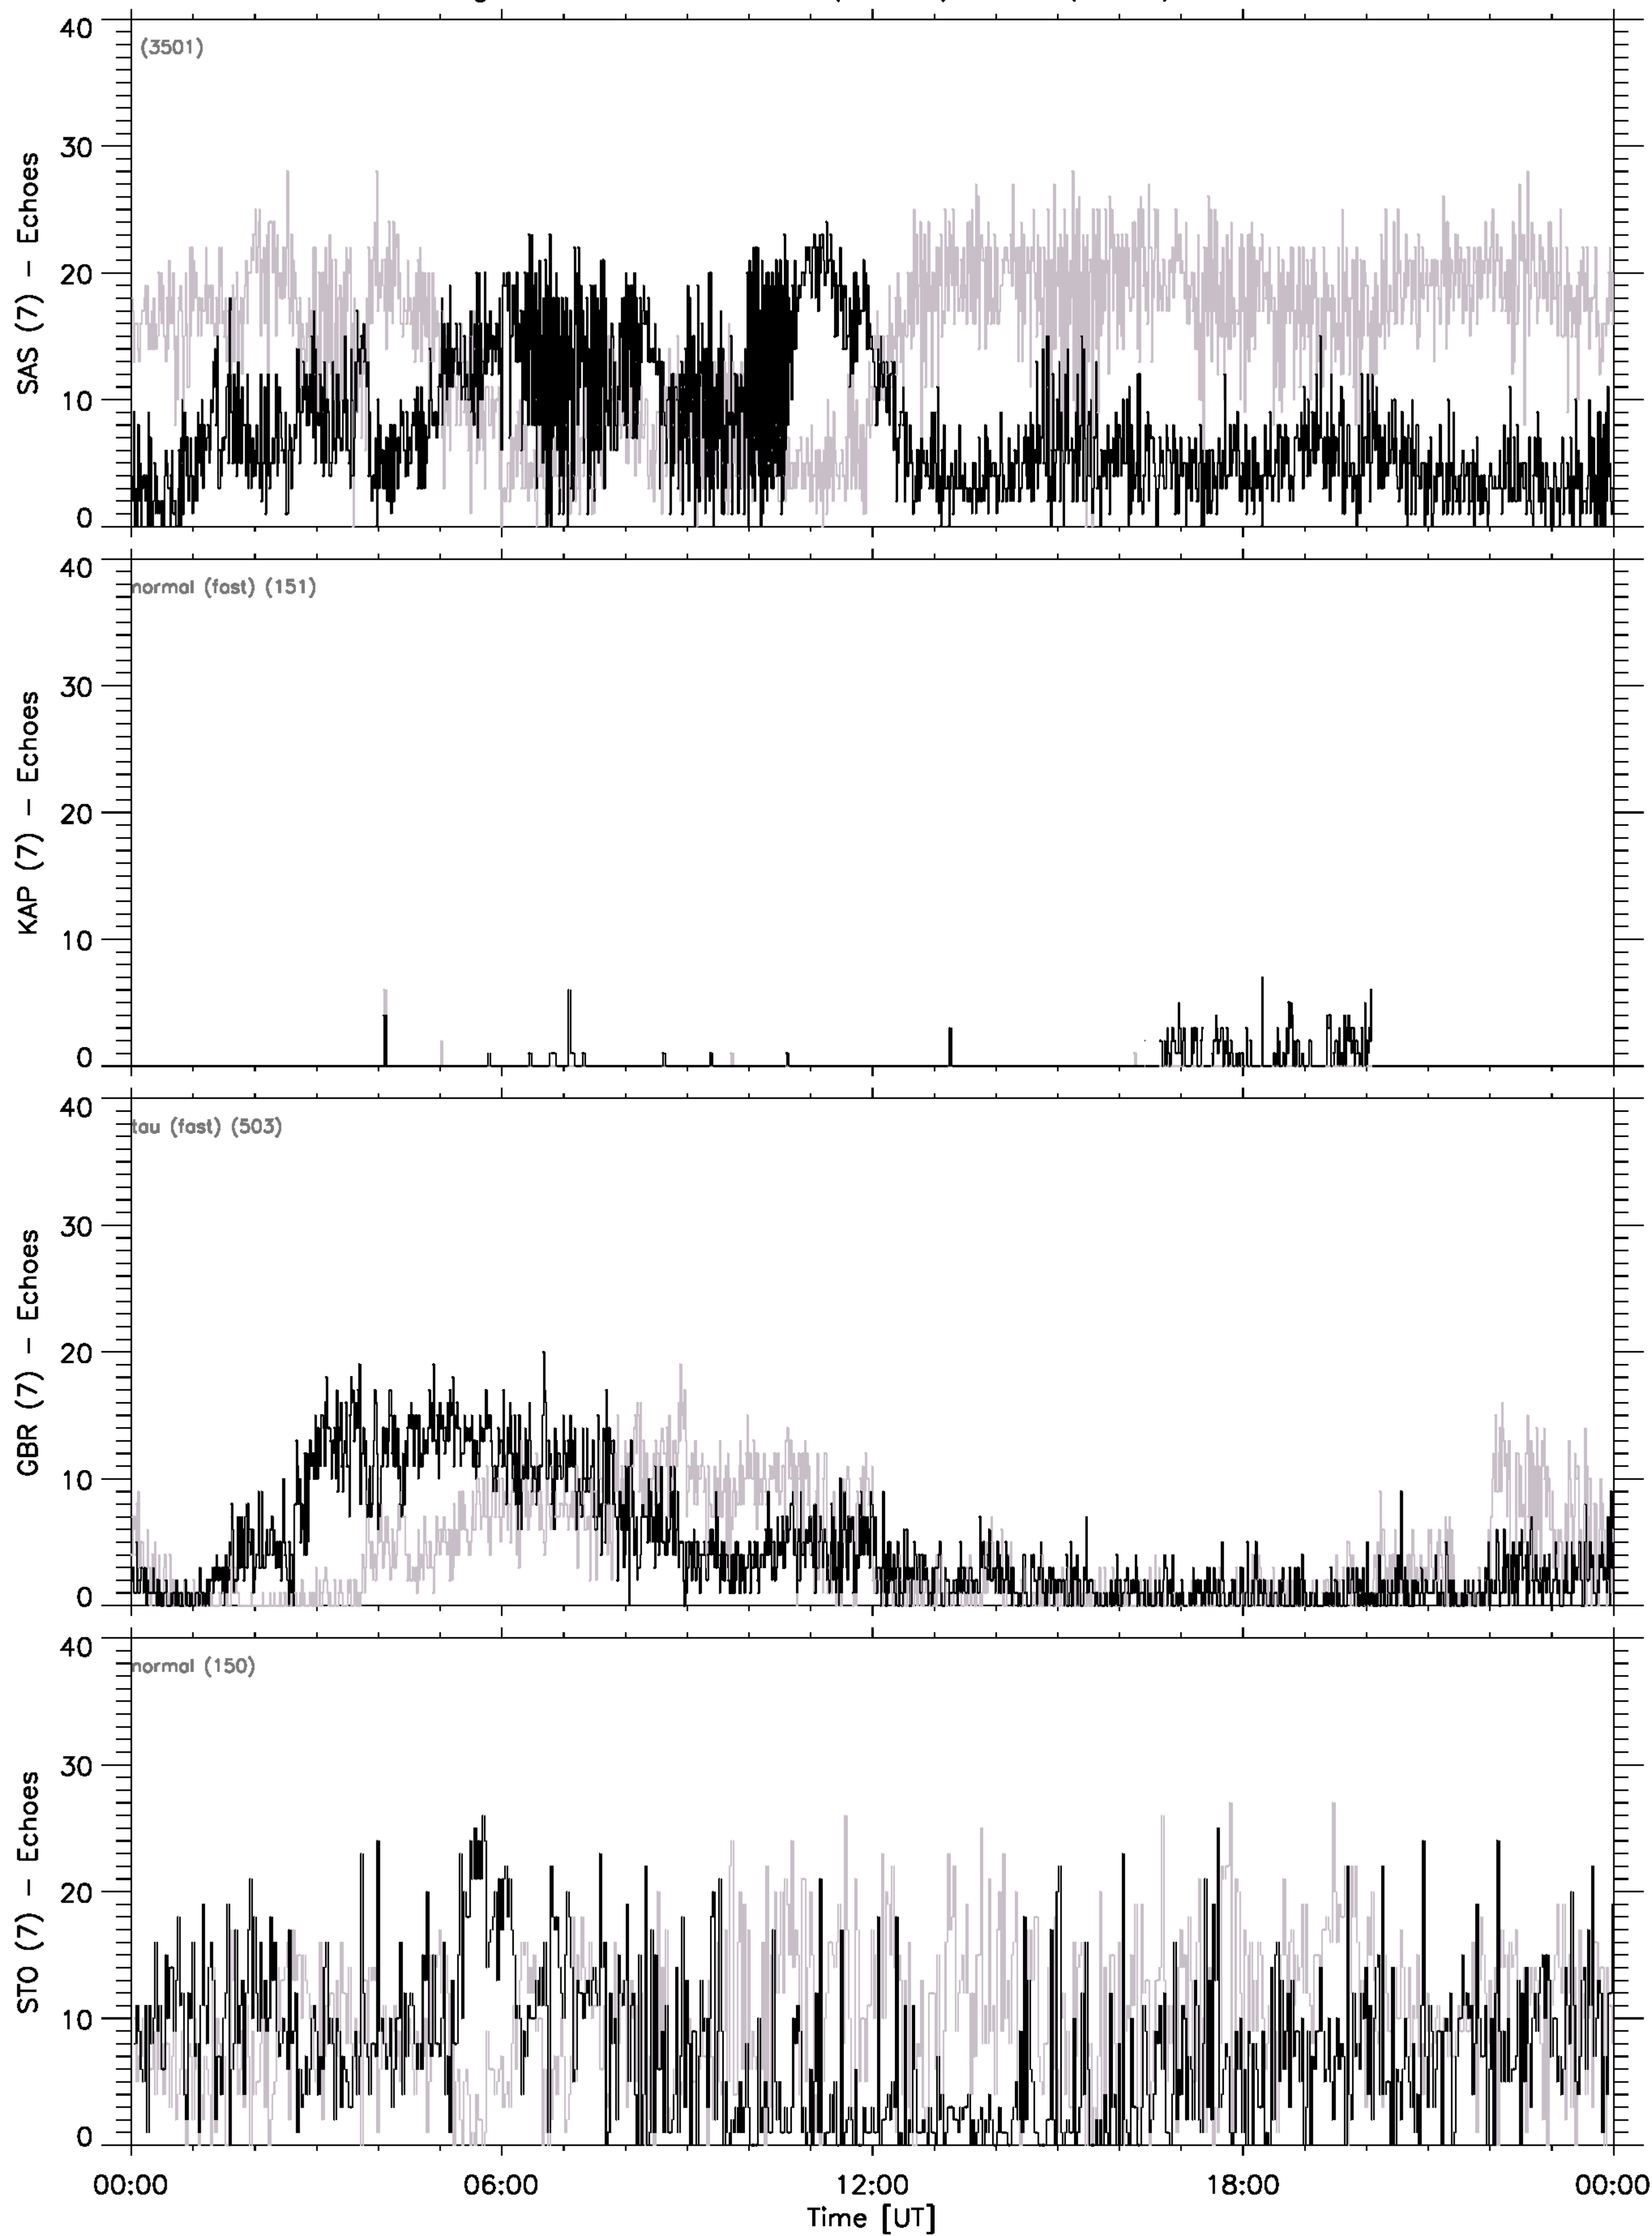 40
(3501)
30
20
10
0
SAS (7) − Echoes
40
normal (fast) (151)
30
20
10
0
KAP (7) − Echoes
40
tau (fast) (503)
30
20
10
0
GBR (7) − Echoes
40
normal (150)
30
20
10
0
STO (7) − Echoes
00:00 06:00 12:00 18:00 00:00
Time [UT]